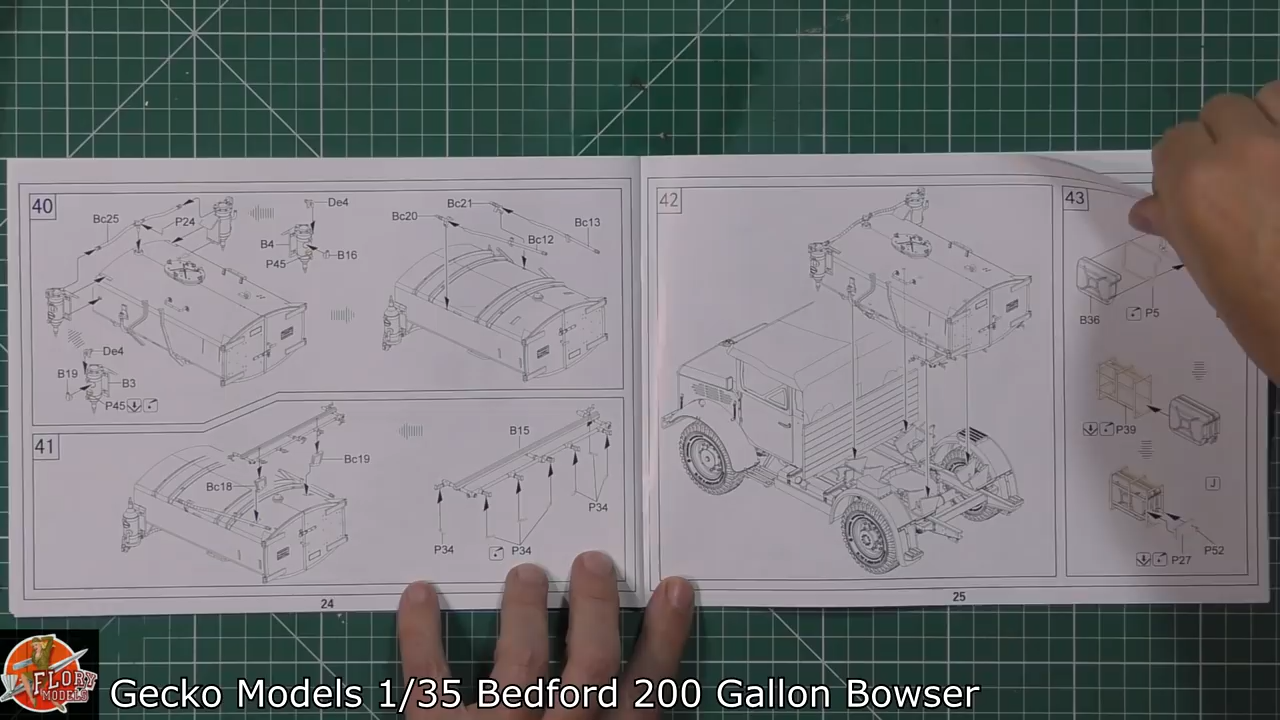 40
Bc25
P24
De4
B4
P45
B16
De4
B19
B3
P45
Bc20
Bc21
Bc12
Bc13
41
Bc18
Bc19
B15
P34
P34
P34
24
42
25
43
B36
P5
P39
J
P27
P52
FLORY
MODELS
Gecko Models 1/35 Bedford 200 Gallon Bowser